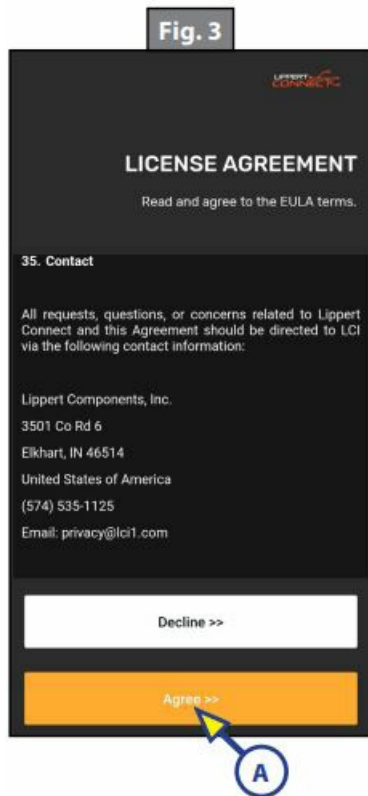 Fig. 3
LIPPERT
CONNECT
LICENSE AGREEMENT
Read and agree to the EULA terms.
35. Contact
All requests, questions, or concerns related to Lippert
Connect and this Agreement should be directed to LCI
via the following contact information:
Lippert Components, Inc.
3501 Co Rd 6
Elkhart, IN 46514
United States of America
(574) 535-1125
Email: privacy@lci1.com
Decline >>
Agree >>
A